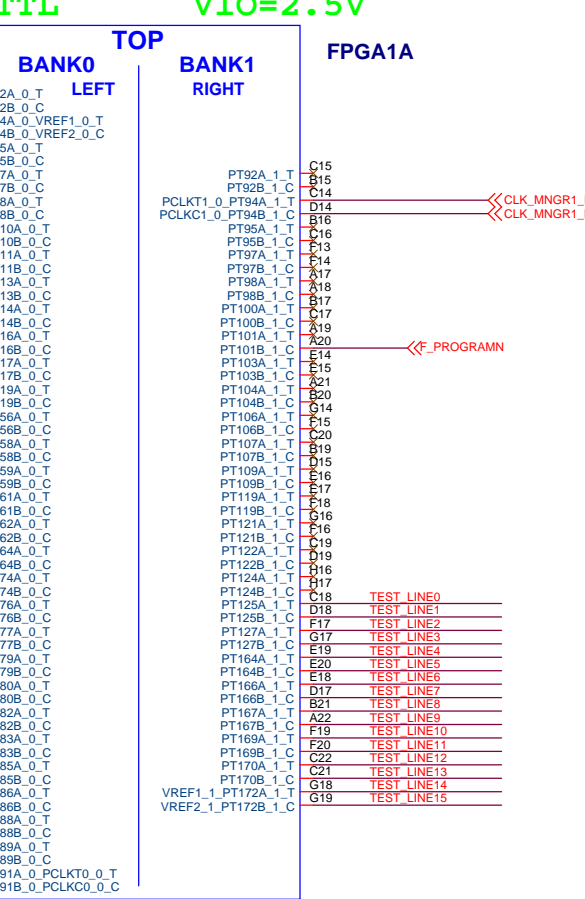 TTL VIO=2.5V
TOP
FPGA1A
BANK0 BANK1
LEFT RIGHT
2A_0_T
2B_0_C
4A_0_VREF1_0_T
4B_0_VREF2_0_C
5A_0_T
5B_0_C
7A_0_T
7B_0_C
8A_0_T
8B_0_C
10A_0_T
10B_0_C
11A_0_T
11B_0_C
13A_0_T
13B_0_C
14A_0_T
14B_0_C
16A_0_T
16B_0_C
17A_0_T
17B_0_C
19A_0_T
19B_0_C
56A_0_T
56B_0_C
58A_0_T
58B_0_C
59A_0_T
59B_0_C
61A_0_T
61B_0_C
62A_0_T
62B_0_C
64A_0_T
64B_0_C
74A_0_T
74B_0_C
76A_0_T
76B_0_C
77A_0_T
77B_0_C
79A_0_T
79B_0_C
80A_0_T
80B_0_C
82A_0_T
82B_0_C
83A_0_T
83B_0_C
85A_0_T
85B_0_C
86A_0_T
86B_0_C
88A_0_T
88B_0_C
89A_0_T
89B_0_C
91A_0_PCLKT0_0_T
91B_0_PCLKC0_0_C
PT92A_1_T C15
PT92B_1_C B15
PCLKT1_0_PT94A_1_T C14 CLK_MNGR1_
PCLKC1_0_PT94B_1_C D14 CLK_MNGR1_
PT95A_1_T B16
PT95B_1_C C16
PT97A_1_T F13
PT97B_1_C F14
PT98A_1_T A17
PT98B_1_C A18
PT100A_1_T B17
PT100B_1_C C17
PT101A_1_T A19
PT101B_1_C A20 F_PROGRAMN
PT103A_1_T E14
PT103B_1_C E15
PT104A_1_T A21
PT104B_1_C B20
PT106A_1_T G14
PT106B_1_C F15
PT107A_1_T C20
PT107B_1_C B19
PT109A_1_T D15
PT109B_1_C E16
PT119A_1_T E17
PT119B_1_C F18
PT121A_1_T G16
PT121B_1_C F16
PT122A_1_T C19
PT122B_1_C D19
PT124A_1_T H16
PT124B_1_C H17
PT125A_1_T C18 TEST_LINE0
PT125B_1_C D18 TEST_LINE1
PT127A_1_T F17 TEST_LINE2
PT127B_1_C G17 TEST_LINE3
PT164A_1_T E19 TEST_LINE4
PT164B_1_C E20 TEST_LINE5
PT166A_1_T E18 TEST_LINE6
PT166B_1_C D17 TEST_LINE7
PT167A_1_T B21 TEST_LINE8
PT167B_1_C A22 TEST_LINE9
PT169A_1_T F19 TEST_LINE10
PT169B_1_C F20 TEST_LINE11
PT170A_1_T C22 TEST_LINE12
PT170B_1_C C21 TEST_LINE13
VREF1_1_PT172A_1_T G18 TEST_LINE14
VREF2_1_PT172B_1_C G19 TEST_LINE15